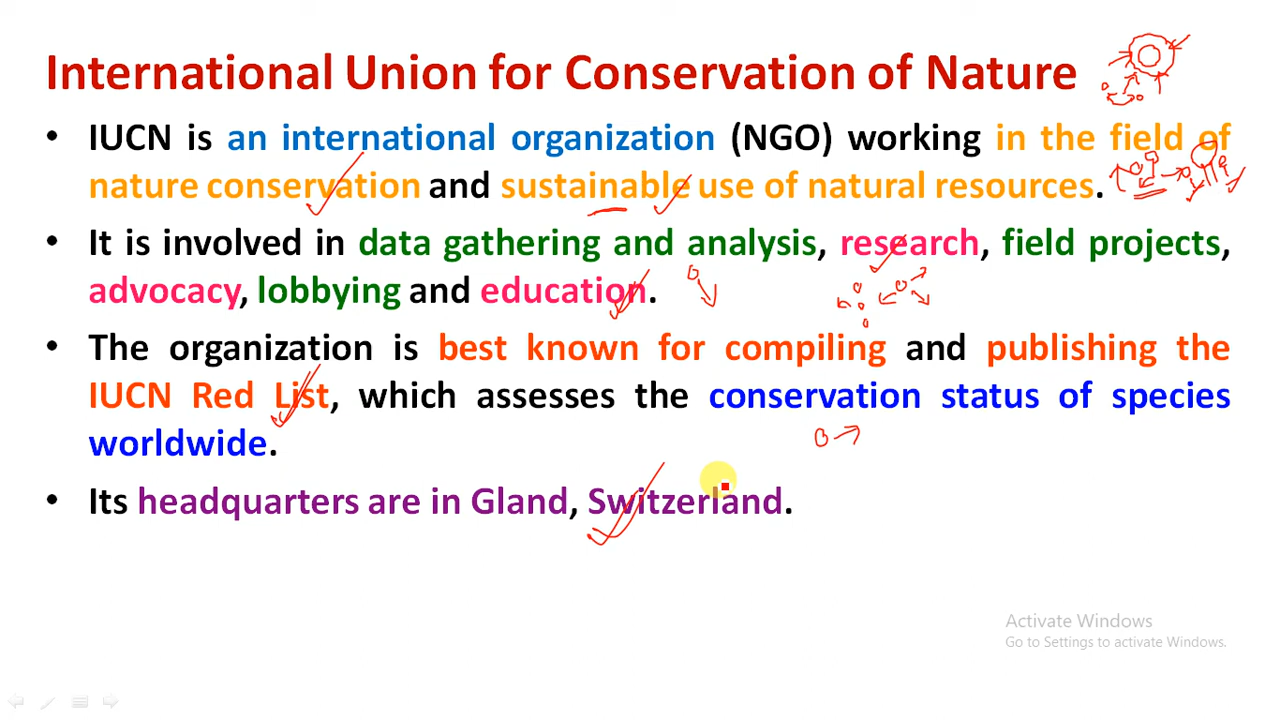 International Union for Conservation of Nature
• IUCN is an international organization (NGO) working in the field of
nature conservation and sustainable use of natural resources.
• It is involved in data gathering and analysis, research, field projects,
advocacy, lobbying and education.
• The organization is best known for compiling and publishing the
IUCN Red List, which assesses the conservation status of species
worldwide.
• Its headquarters are in Gland, Switzerland.
Activate Windows
Go to Settings to activate Windows.